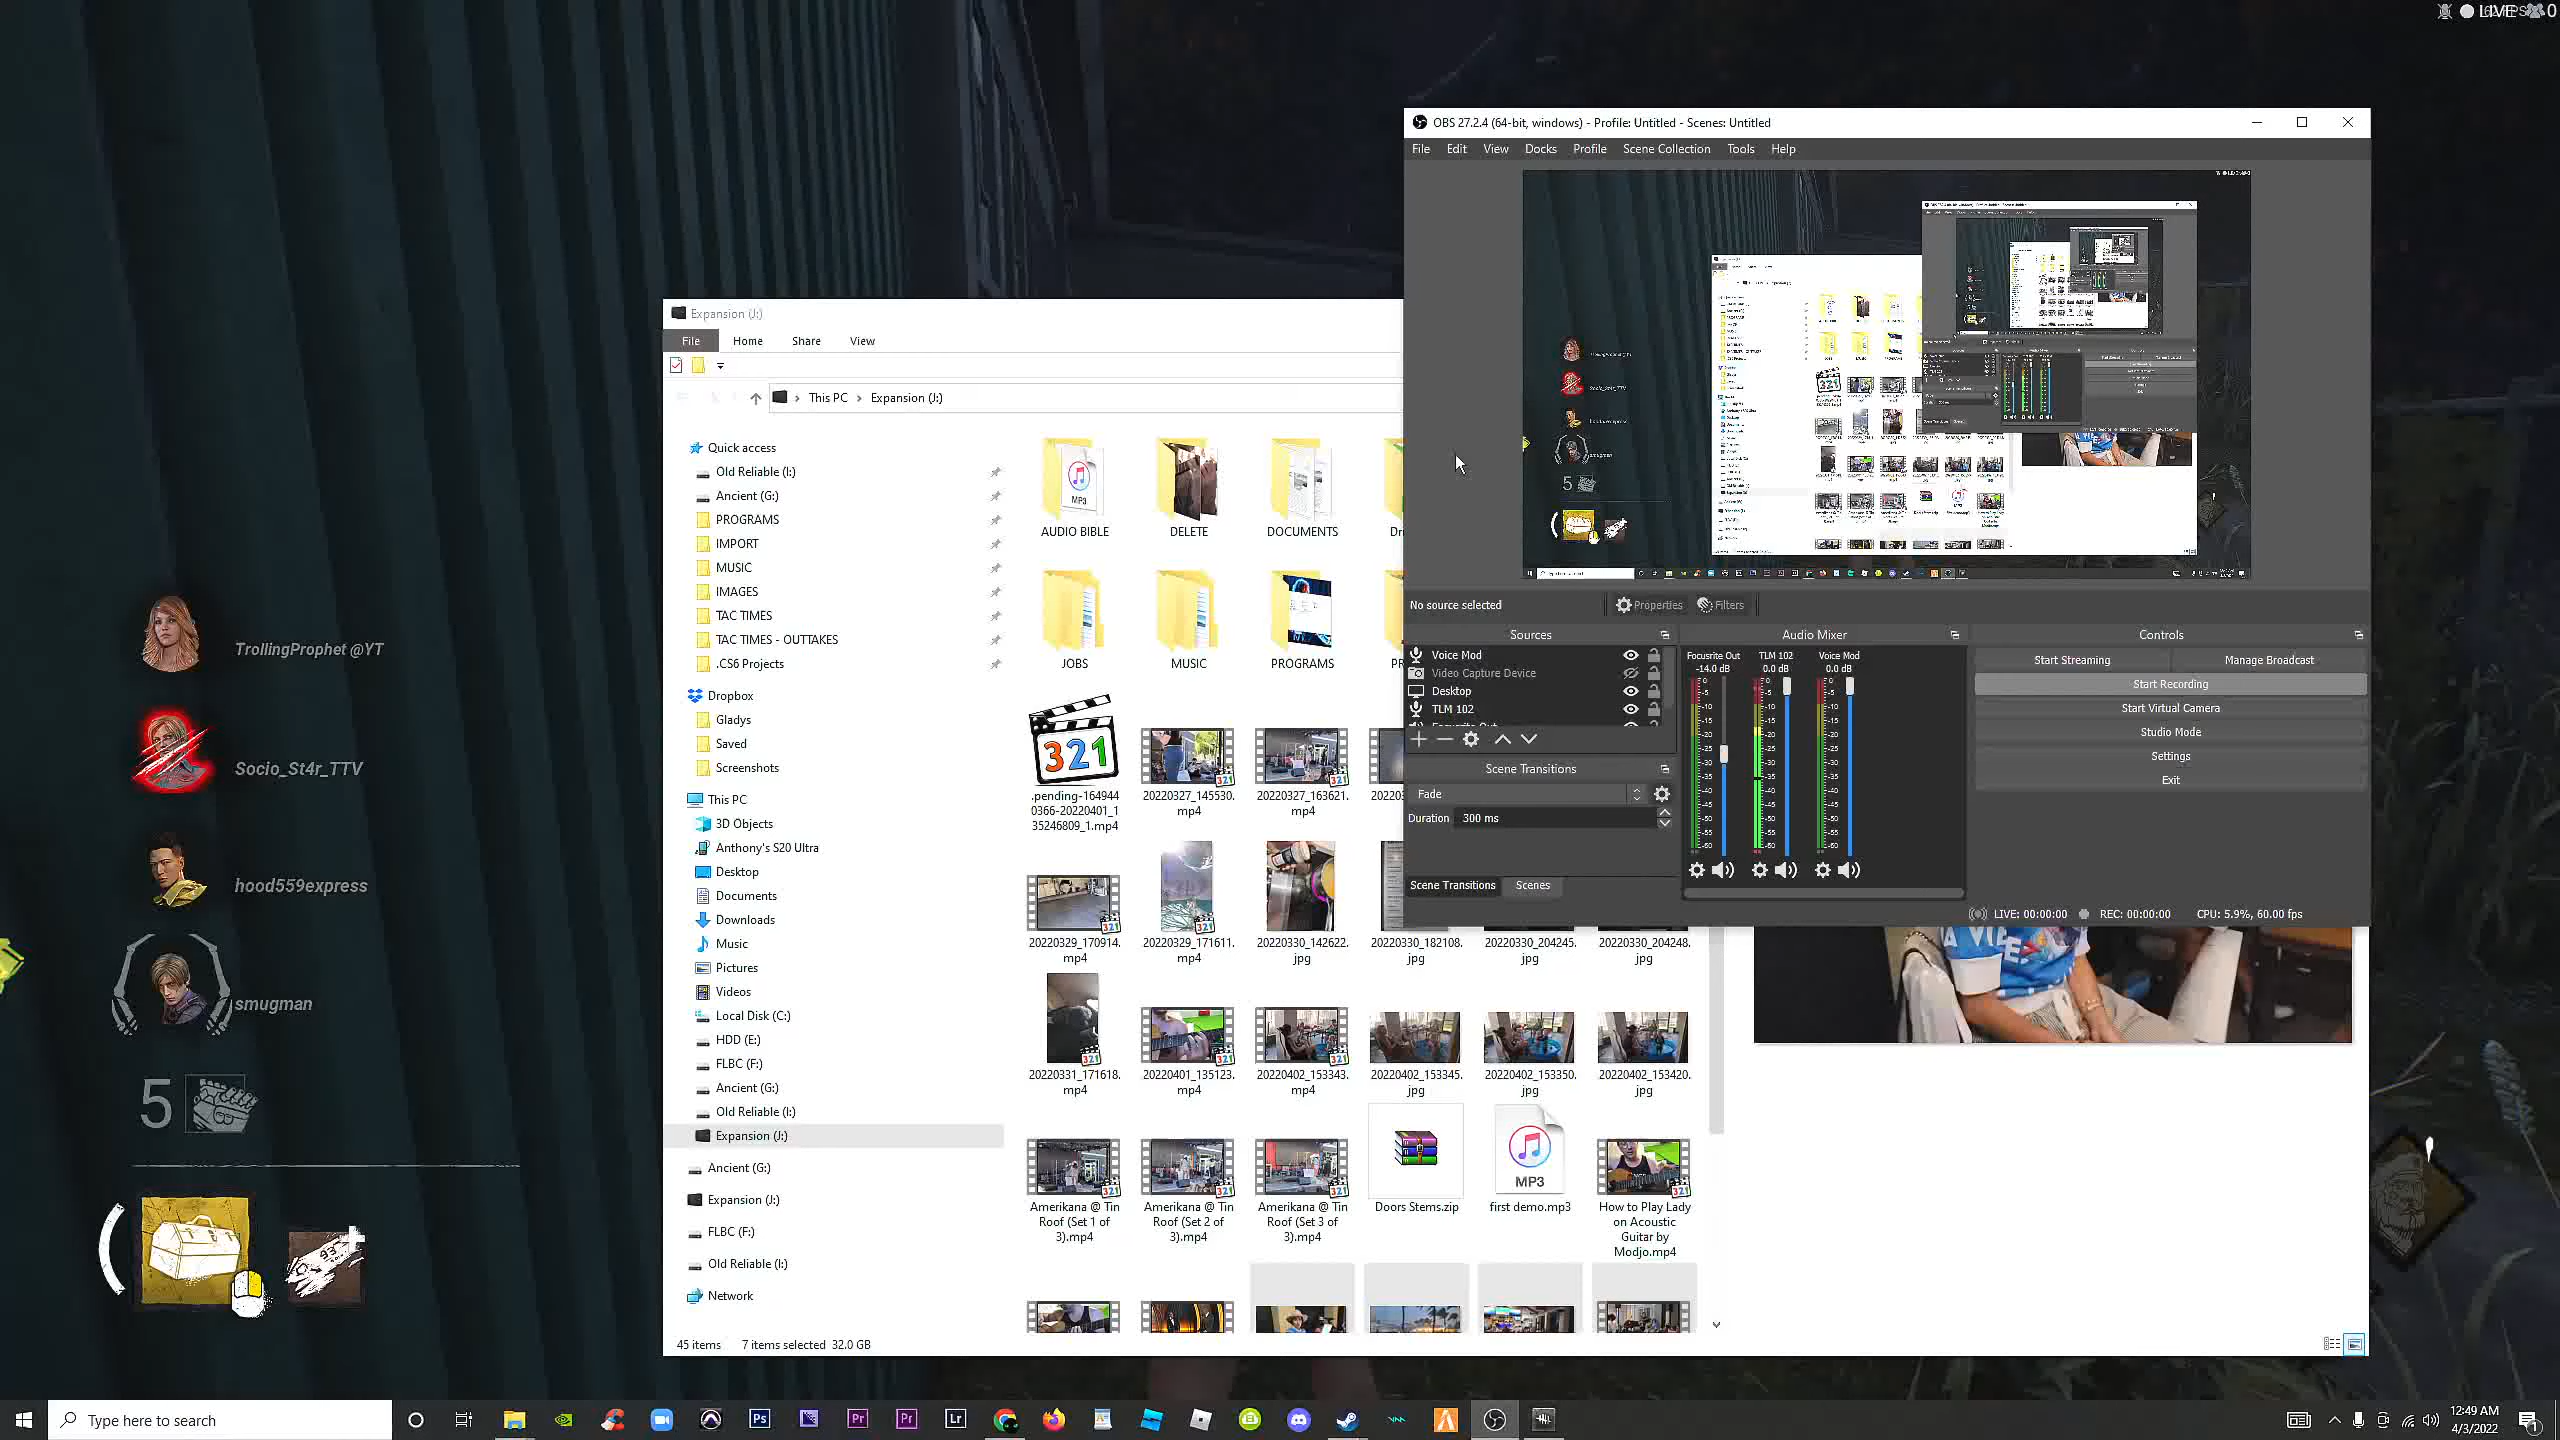 LIVE
0
OBS 27.2.4 (64-bit, windows) - Profile: Untitled - Scenes: Untitled
File Edit View Docks Profile Scene Collection Tools Help
No source selected
Properties
Filters
Sources
Voice Mod
Video Capture Device
Desktop
TLM 102
Scene Transitions
Fade
Duration 300 ms
Scene Transitions Scenes
Audio Mixer
Focusrite Out TLM 102 Voice Mod
-14.0 dB 0.0 dB 0.0 dB
Controls
Start Streaming Manage Broadcast
Start Recording
Start Virtual Camera
Studio Mode
Settings
Exit
LIVE: 00:00:00 REC: 00:00:00 CPU: 5.9%, 60.00 fps
Expansion (J:)
File Home Share View
This PC › Expansion (J:)
Quick access
Old Reliable (I:)
Ancient (G:)
PROGRAMS
IMPORT
MUSIC
IMAGES
TAC TIMES
TAC TIMES - OUTTAKES
.CS6 Projects
Dropbox
Gladys
Saved
Screenshots
This PC
3D Objects
Anthony's S20 Ultra
Desktop
Documents
Downloads
Music
Pictures
Videos
Local Disk (C:)
HDD (E:)
FLBC (F:)
Ancient (G:)
Old Reliable (I:)
Expansion (J:)
Ancient (G:)
Expansion (J:)
FLBC (F:)
Old Reliable (I:)
Network
MP3
AUDIO BIBLE DELETE DOCUMENTS Dri
JOBS MUSIC PROGRAMS
321
.pending-164944
0366-20220401_1
35246809_1.mp4
20220327_145530.
mp4
20220327_163621.
mp4
20220329_170914.
mp4
20220329_171611.
mp4
20220330_142622.
jpg
20220330_182108.
jpg
20220330_204245.
jpg
20220330_204248.
jpg
20220331_171618.
mp4
20220401_135123.
mp4
20220402_153343.
mp4
20220402_153345.
jpg
20220402_153350.
jpg
20220402_153420.
jpg
Amerikana @ Tin
Roof (Set 1 of
3).mp4
Amerikana @ Tin
Roof (Set 2 of
3).mp4
Amerikana @ Tin
Roof (Set 3 of
3).mp4
Doors Stems.zip
MP3
first demo.mp3
How to Play Lady
on Acoustic
Guitar by
Modjo.mp4
45 items 7 items selected 32.0 GB
TrollingProphet @YT
Socio_St4r_TTV
hood559express
smugman
5
Type here to search
Ps
Pr
Pr
Lr
12:49 AM
4/3/2022
1